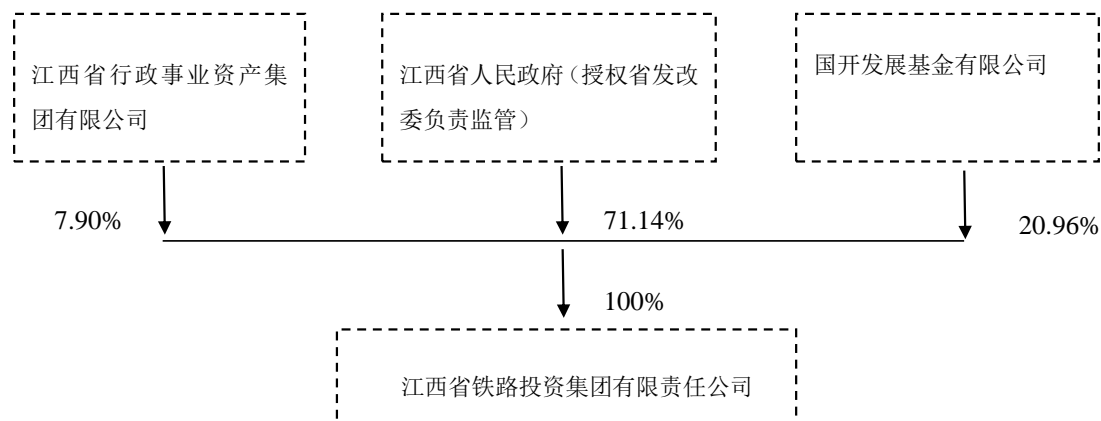 江西省行政事业资产集
团有限公司
江西省人民政府（授权省发改
委负责监管）
国开发展基金有限公司
7.90%
71.14%
20.96%
100%
江西省铁路投资集团有限责任公司